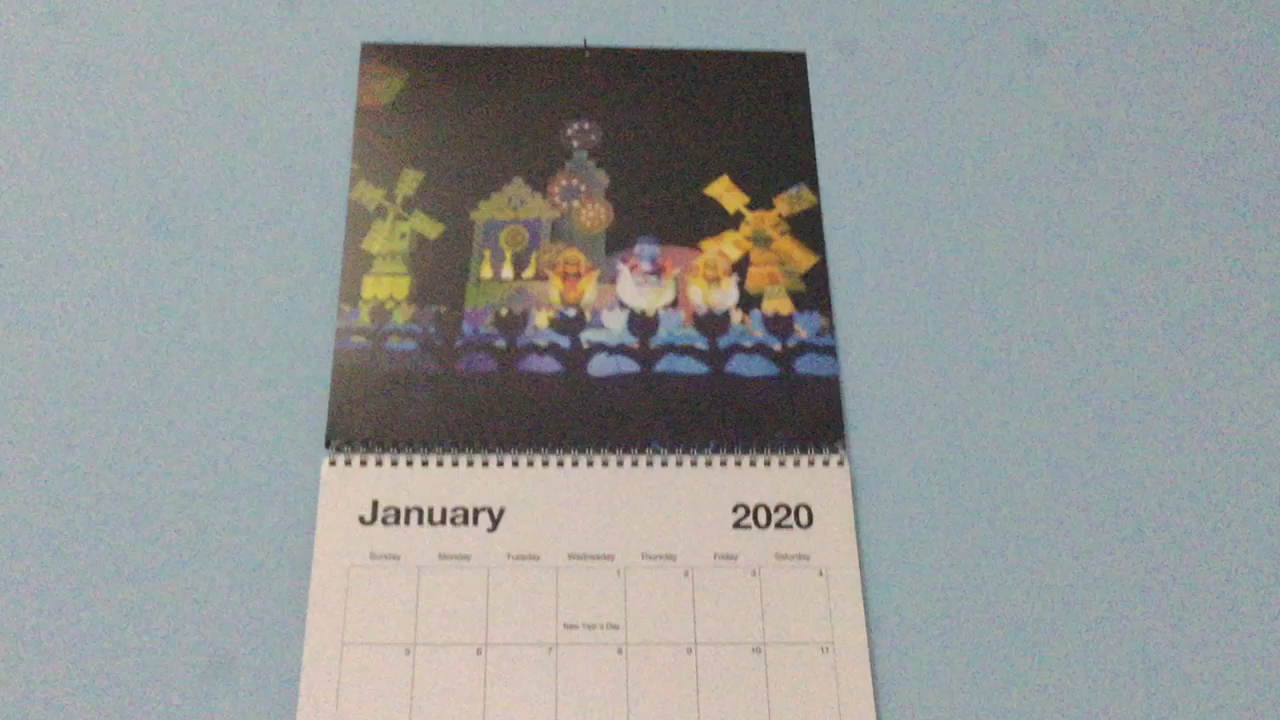 January 2020
Sunday Monday Tuesday Wednesday Thursday Friday Saturday
1 2 3 4
New Year's Day
5 6 7 8 9 10 11